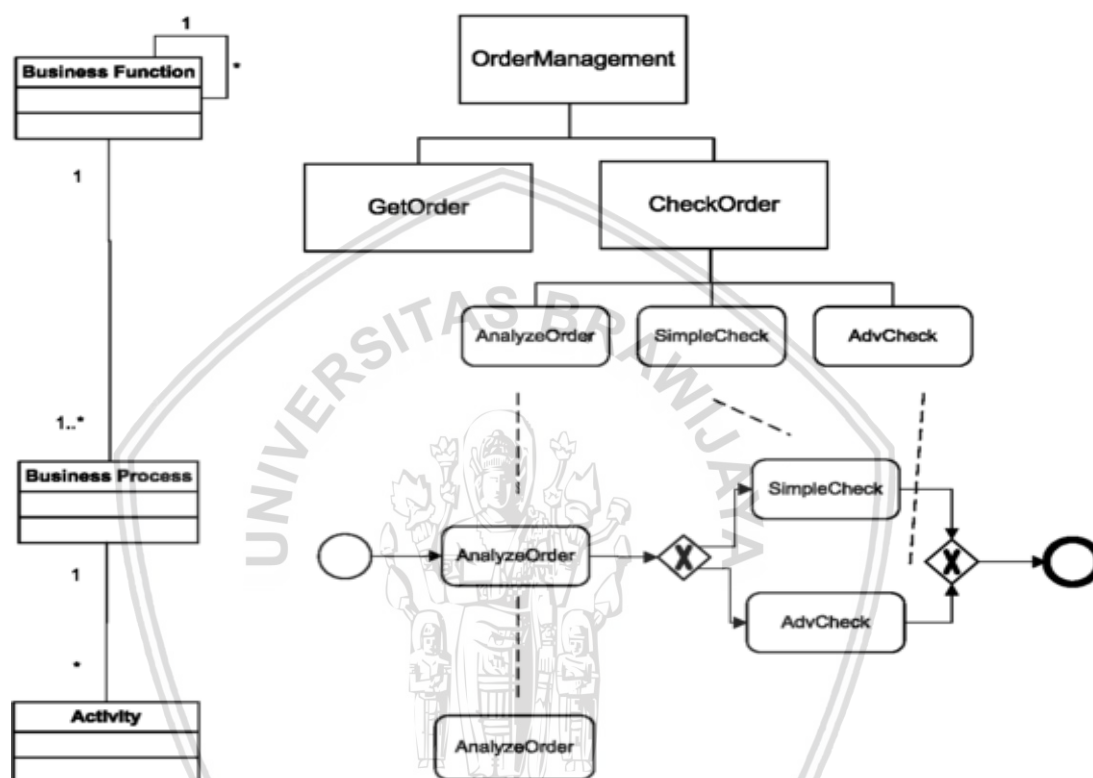 1
Business Function
*
OrderManagement
1
GetOrder
CheckOrder
AnalyzeOrder
SimpleCheck
AdvCheck
UNIVERSITAS BRAWIJAYA
1..*
Business Process
SimpleCheck
AnalyzeOrder
X
X
1
AdvCheck
*
Activity
AnalyzeOrder